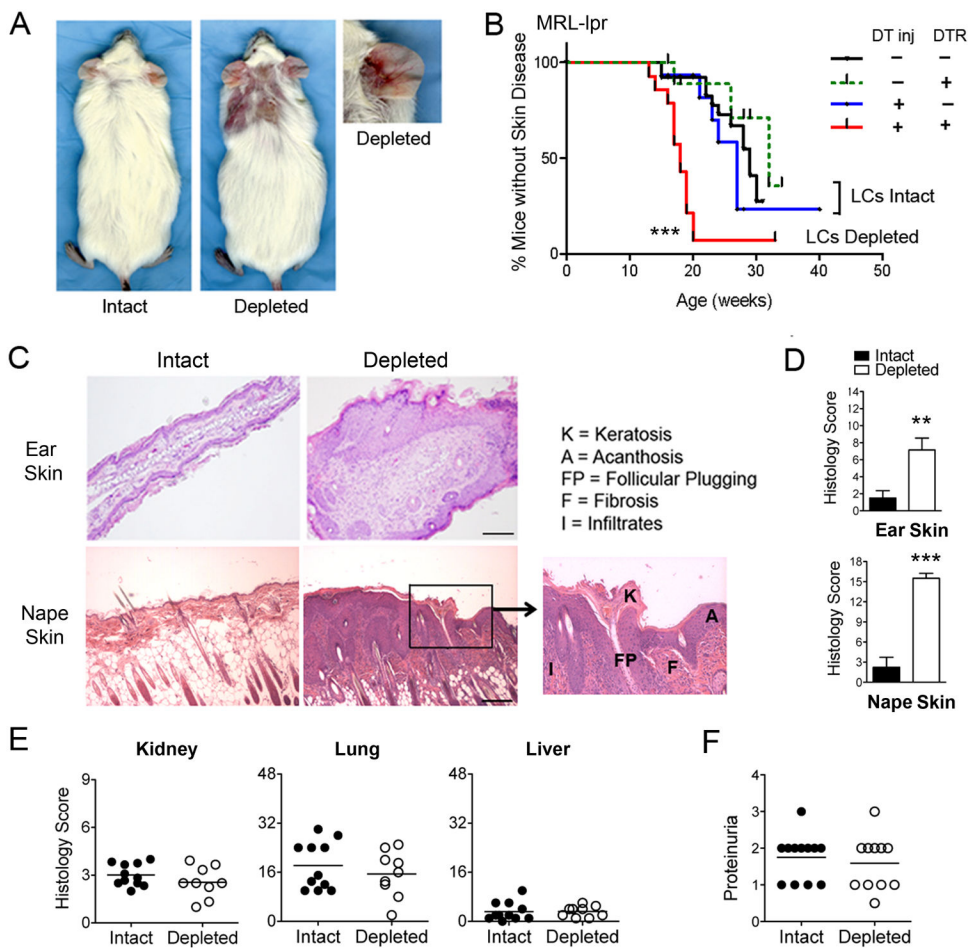 A
Intact
Depleted
Depleted
B
MRL-lpr
DT inj DTR
− −
− +
+ −
+ +
% Mice without Skin Disease
100
50
0
***
LCs Intact
LCs Depleted
0 10 20 30 40 50
Age (weeks)
C
Intact
Depleted
Ear
Skin
Nape
Skin
K = Keratosis
A = Acanthosis
FP = Follicular Plugging
F = Fibrosis
I = Infiltrates
K
A
FP
F
I
D
Intact
Depleted
Histology Score
14
12
10
8
6
4
2
0
**
Ear Skin
Histology Score
18
15
12
9
6
3
0
***
Nape Skin
E
Kidney
Histology Score
9
6
3
0
Intact Depleted
Lung
48
32
16
0
Intact Depleted
Liver
48
32
16
0
Intact Depleted
F
Proteinuria
4
3
2
1
0
Intact Depleted